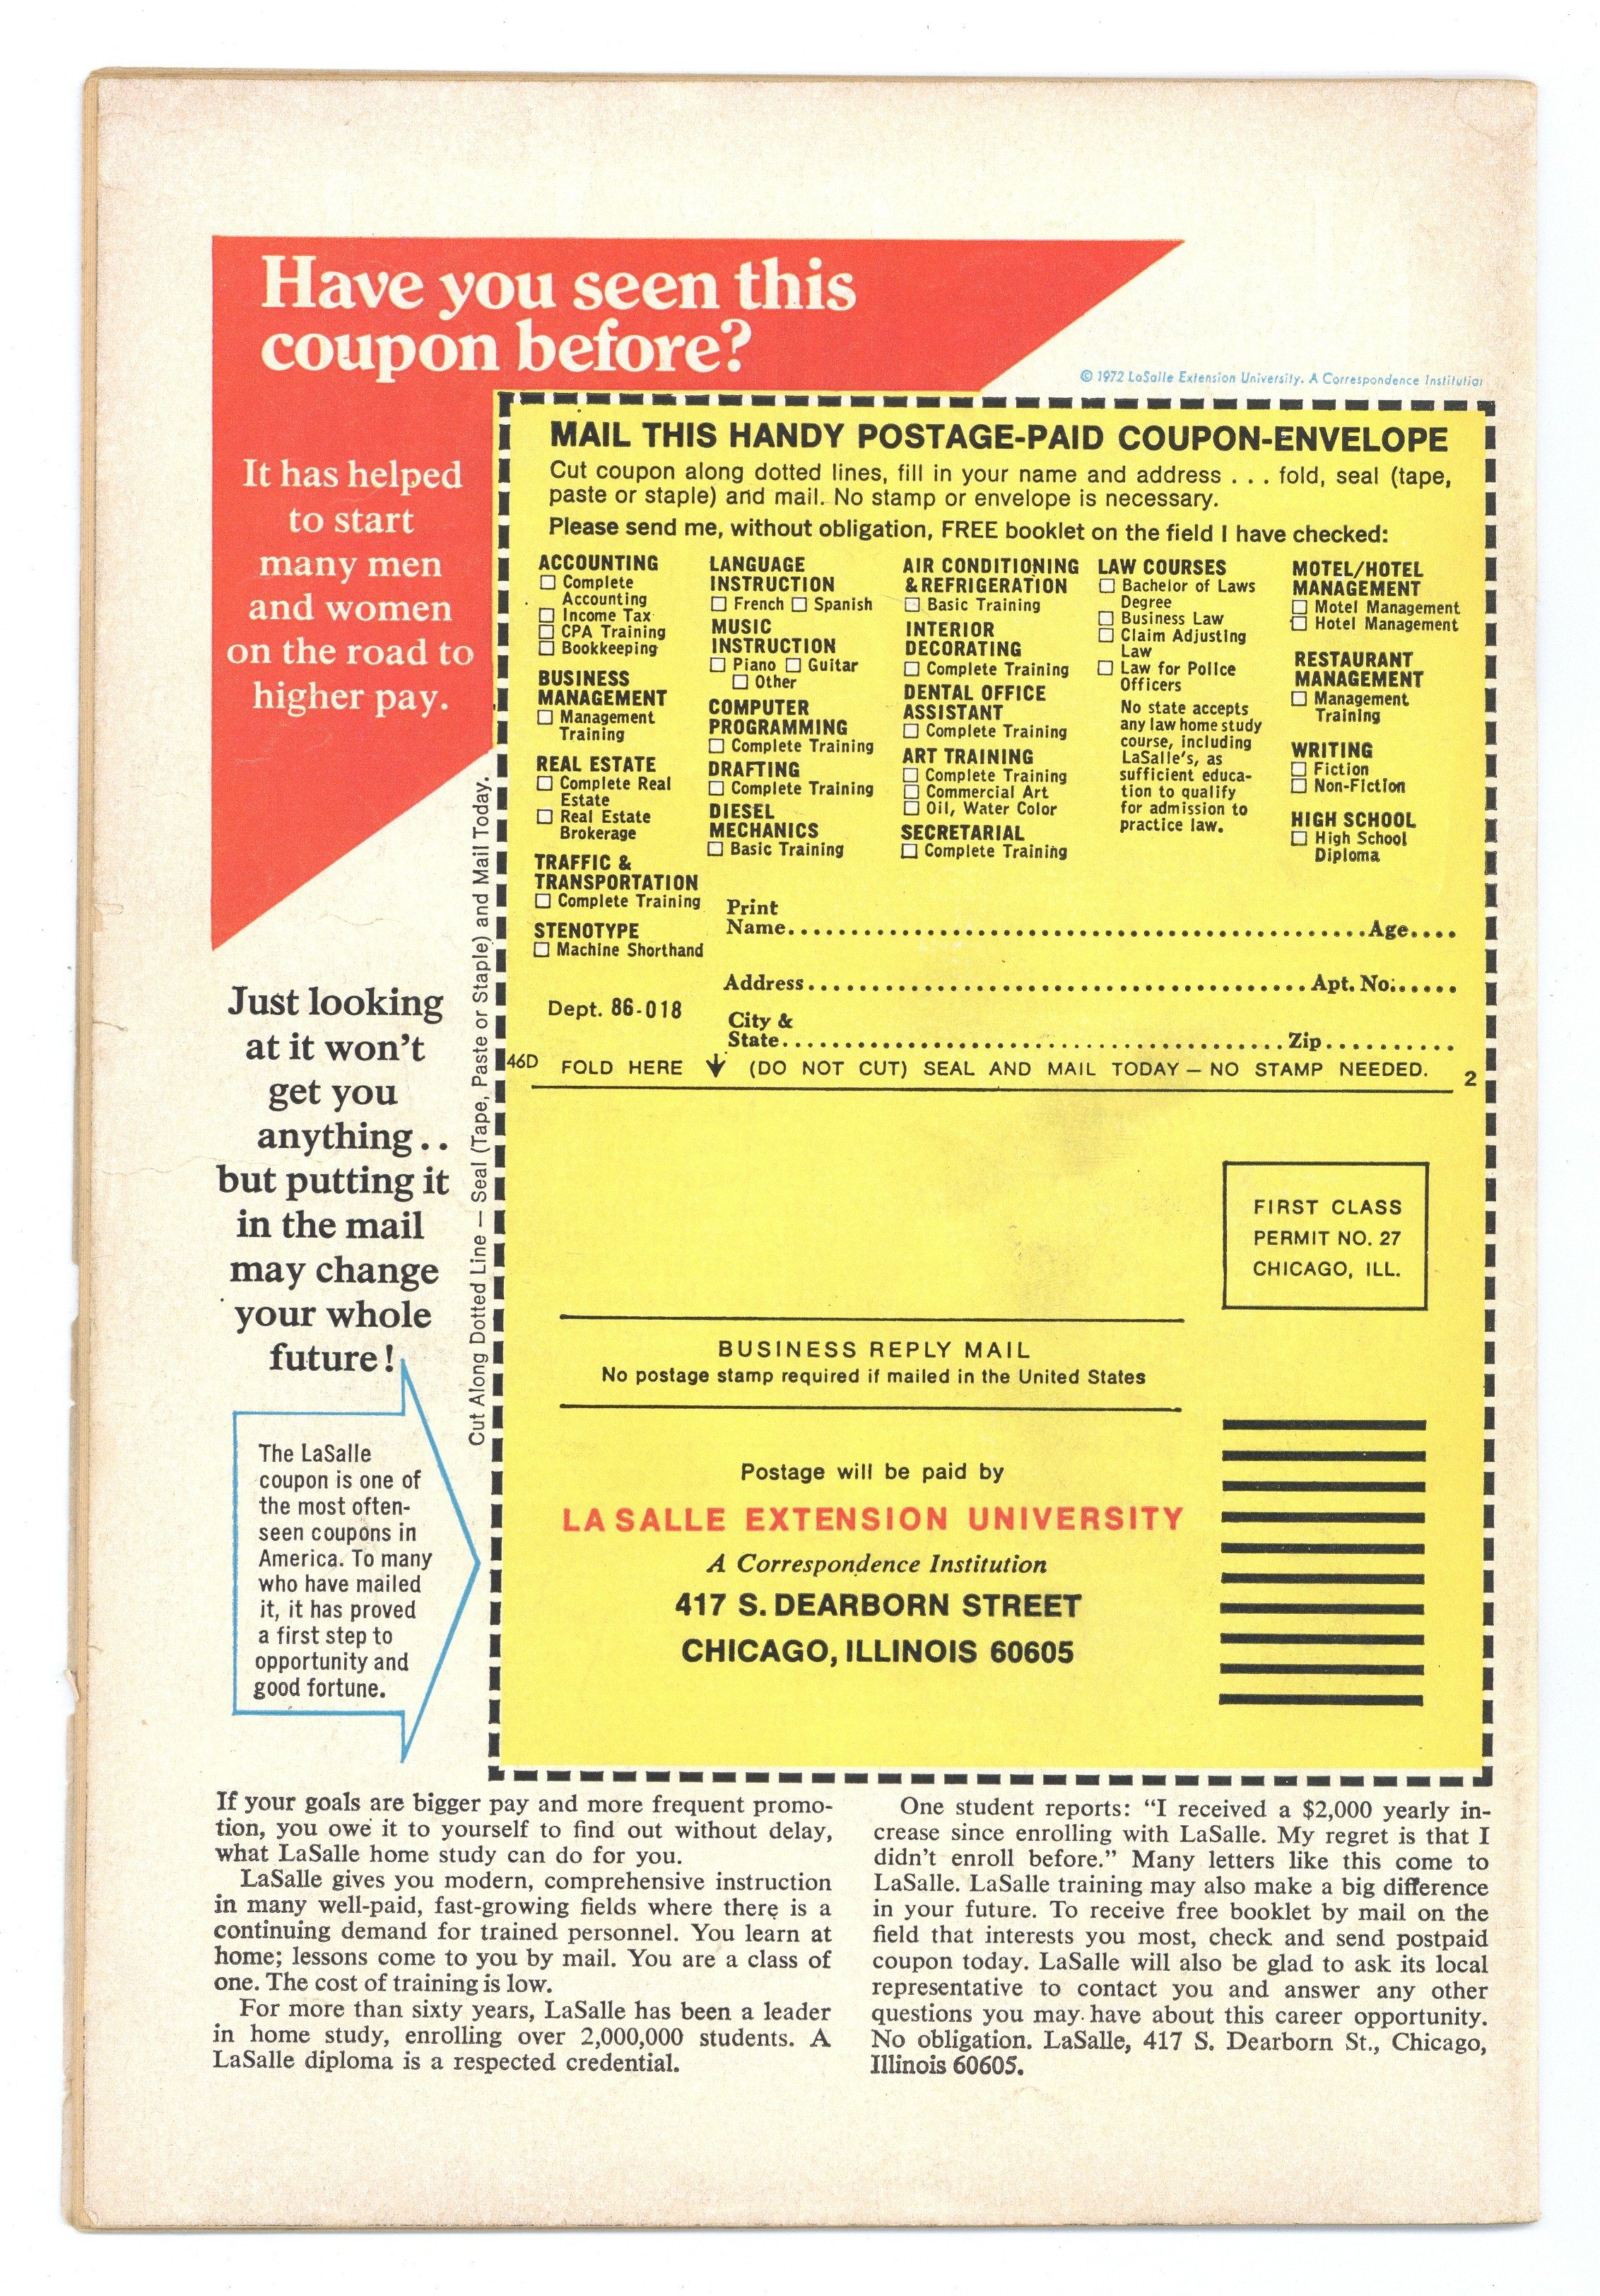 Have you seen this
coupon before?
© 1972 LaSalle Extension University. A Correspondence Institution
It has helped
to start
many men
and women
on the road to
higher pay.
Just looking
at it won't
get you
anything..
but putting it
in the mail
may change
your whole
future!
The LaSalle
coupon is one of
the most often-
seen coupons in
America. To many
who have mailed
it, it has proved
a first step to
opportunity and
good fortune.
Cut Along Dotted Line — Seal (Tape, Paste or Staple) and Mail Today.
MAIL THIS HANDY POSTAGE-PAID COUPON-ENVELOPE
Cut coupon along dotted lines, fill in your name and address . . . fold, seal (tape,
paste or staple) and mail. No stamp or envelope is necessary.
Please send me, without obligation, FREE booklet on the field I have checked:
ACCOUNTING
☐ Complete
Accounting
☐ Income Tax
☐ CPA Training
☐ Bookkeeping
BUSINESS
MANAGEMENT
☐ Management
Training
REAL ESTATE
☐ Complete Real
Estate
☐ Real Estate
Brokerage
TRAFFIC &
TRANSPORTATION
☐ Complete Training
STENOTYPE
☐ Machine Shorthand
LANGUAGE
INSTRUCTION
☐ French ☐ Spanish
MUSIC
INSTRUCTION
☐ Piano ☐ Guitar
☐ Other
COMPUTER
PROGRAMMING
☐ Complete Training
DRAFTING
☐ Complete Training
DIESEL
MECHANICS
☐ Basic Training
AIR CONDITIONING
& REFRIGERATION
☐ Basic Training
INTERIOR
DECORATING
☐ Complete Training
DENTAL OFFICE
ASSISTANT
☐ Complete Training
ART TRAINING
☐ Complete Training
☐ Commercial Art
☐ Oil, Water Color
SECRETARIAL
☐ Complete Training
LAW COURSES
☐ Bachelor of Laws
Degree
☐ Business Law
☐ Claim Adjusting
Law
☐ Law for Police
Officers
No state accepts
any law home study
course, including
LaSalle's, as
sufficient educa-
tion to qualify
for admission to
practice law.
MOTEL/HOTEL
MANAGEMENT
☐ Motel Management
☐ Hotel Management
RESTAURANT
MANAGEMENT
☐ Management
Training
WRITING
☐ Fiction
☐ Non-Fiction
HIGH SCHOOL
☐ High School
Diploma
Print
Name........Age....
Address........Apt. No.......
Dept. 86-018
City &
State........Zip..........
46D FOLD HERE ↓ (DO NOT CUT) SEAL AND MAIL TODAY — NO STAMP NEEDED. 2
FIRST CLASS
PERMIT NO. 27
CHICAGO, ILL.
BUSINESS REPLY MAIL
No postage stamp required if mailed in the United States
Postage will be paid by
LA SALLE EXTENSION UNIVERSITY
A Correspondence Institution
417 S. DEARBORN STREET
CHICAGO, ILLINOIS 60605
If your goals are bigger pay and more frequent promo-
tion, you owe it to yourself to find out without delay,
what LaSalle home study can do for you.
LaSalle gives you modern, comprehensive instruction
in many well-paid, fast-growing fields where there is a
continuing demand for trained personnel. You learn at
home; lessons come to you by mail. You are a class of
one. The cost of training is low.
For more than sixty years, LaSalle has been a leader
in home study, enrolling over 2,000,000 students. A
LaSalle diploma is a respected credential.
One student reports: "I received a $2,000 yearly in-
crease since enrolling with LaSalle. My regret is that I
didn't enroll before." Many letters like this come to
LaSalle. LaSalle training may also make a big difference
in your future. To receive free booklet by mail on the
field that interests you most, check and send postpaid
coupon today. LaSalle will also be glad to ask its local
representative to contact you and answer any other
questions you may have about this career opportunity.
No obligation. LaSalle, 417 S. Dearborn St., Chicago,
Illinois 60605.